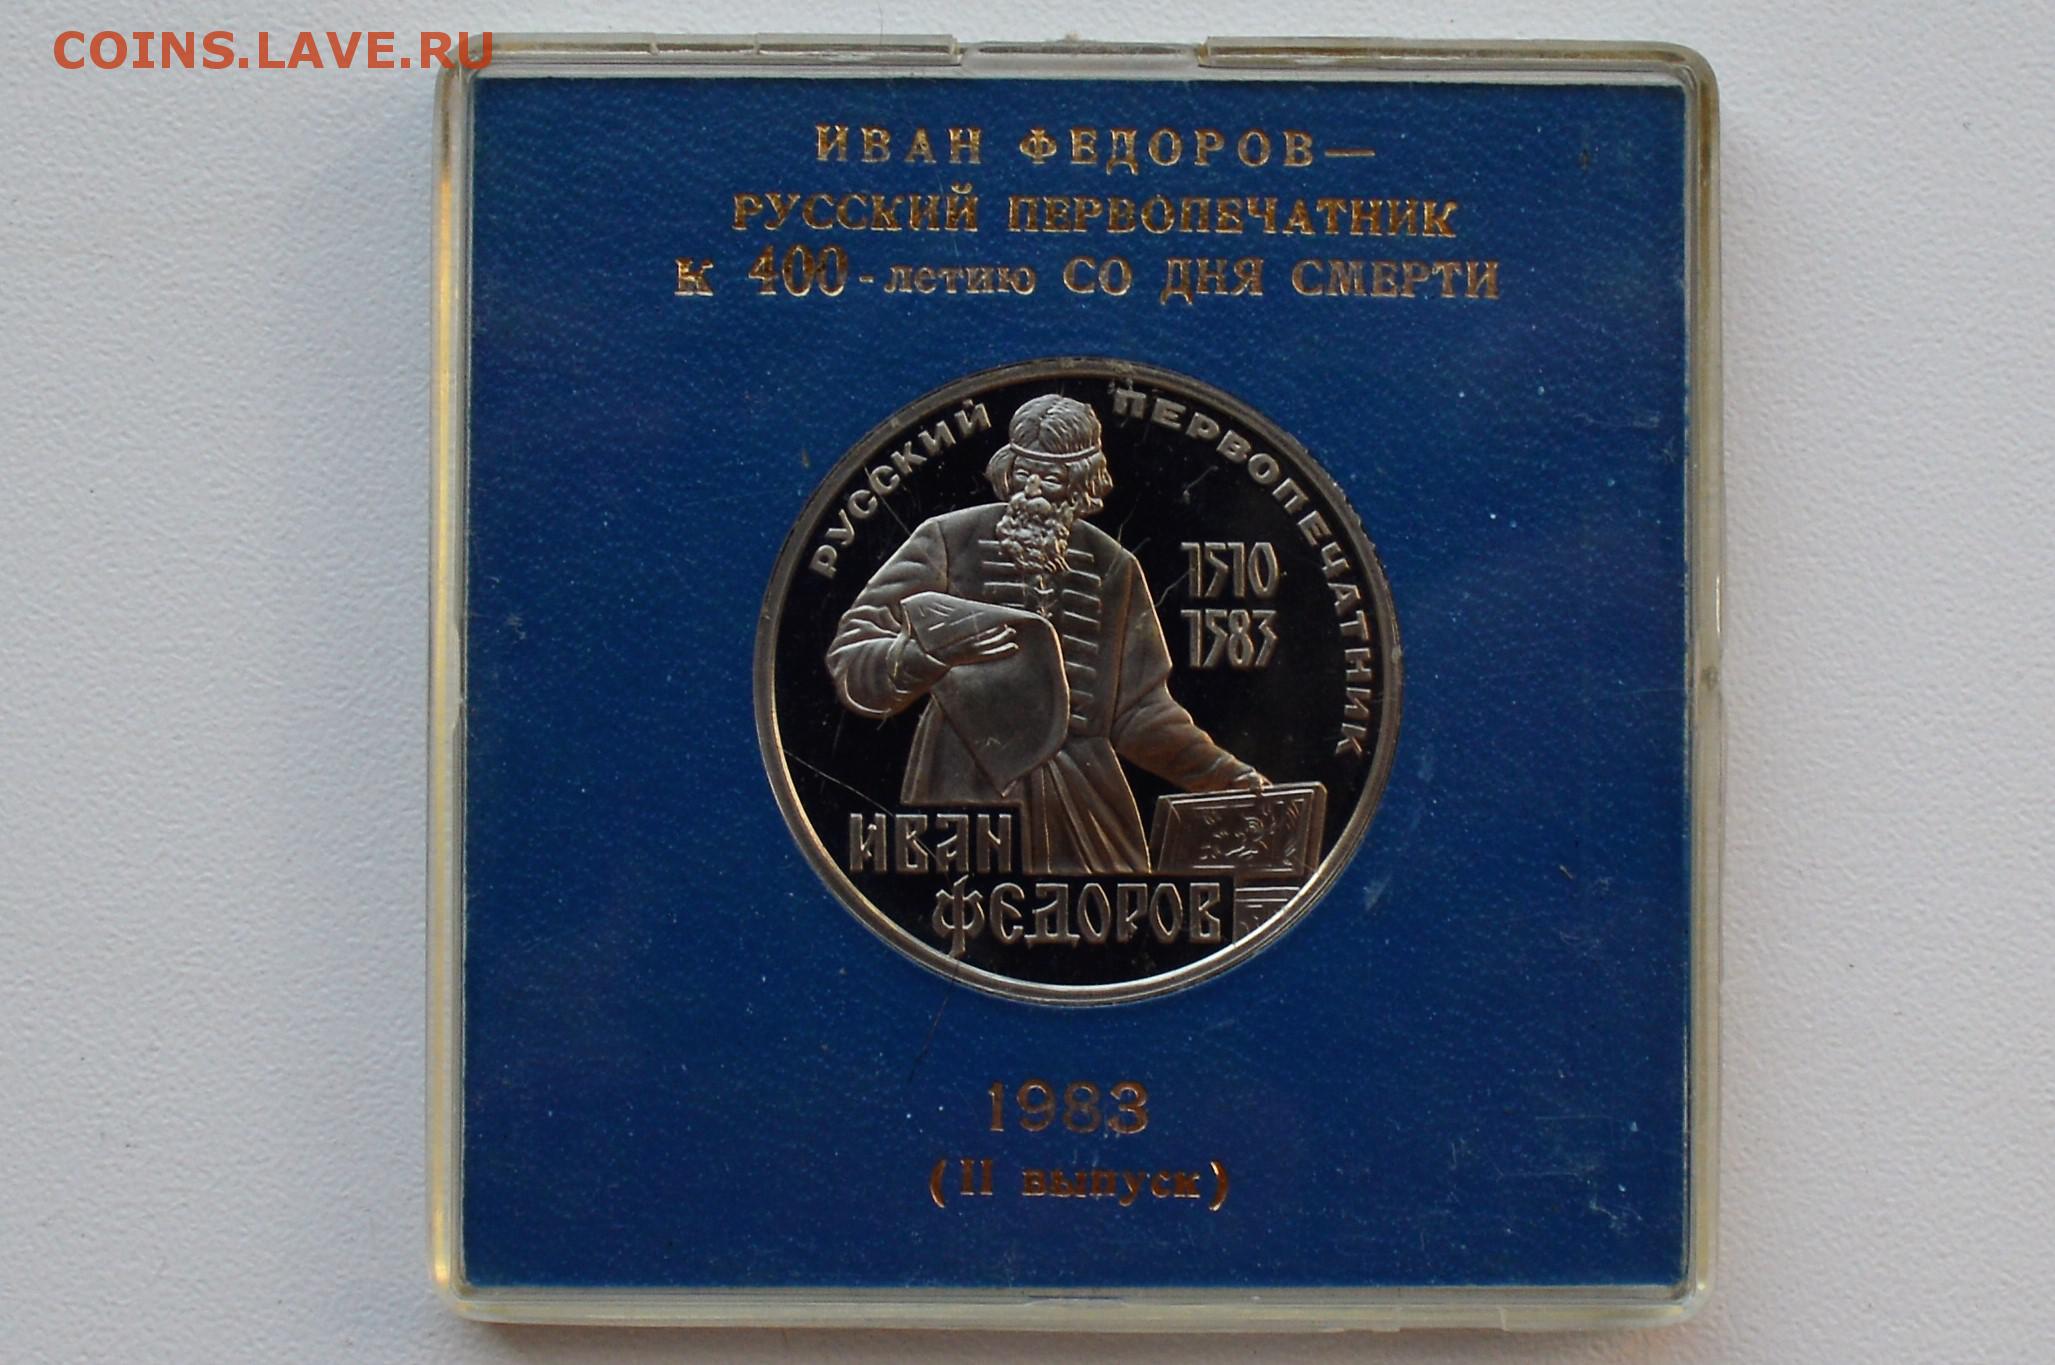 COINS.LAVE.RU
ИВАН ФЕДОРОВ—
РУССКИЙ ПЕРВОПЕЧАТНИК
К 400-летию СО ДНЯ СМЕРТИ
РУССКИЙ ПЕРВОПЕЧАТНИК
1510
1583
ИВАН
ФЕДОРОВ
1983
(II выпуск)